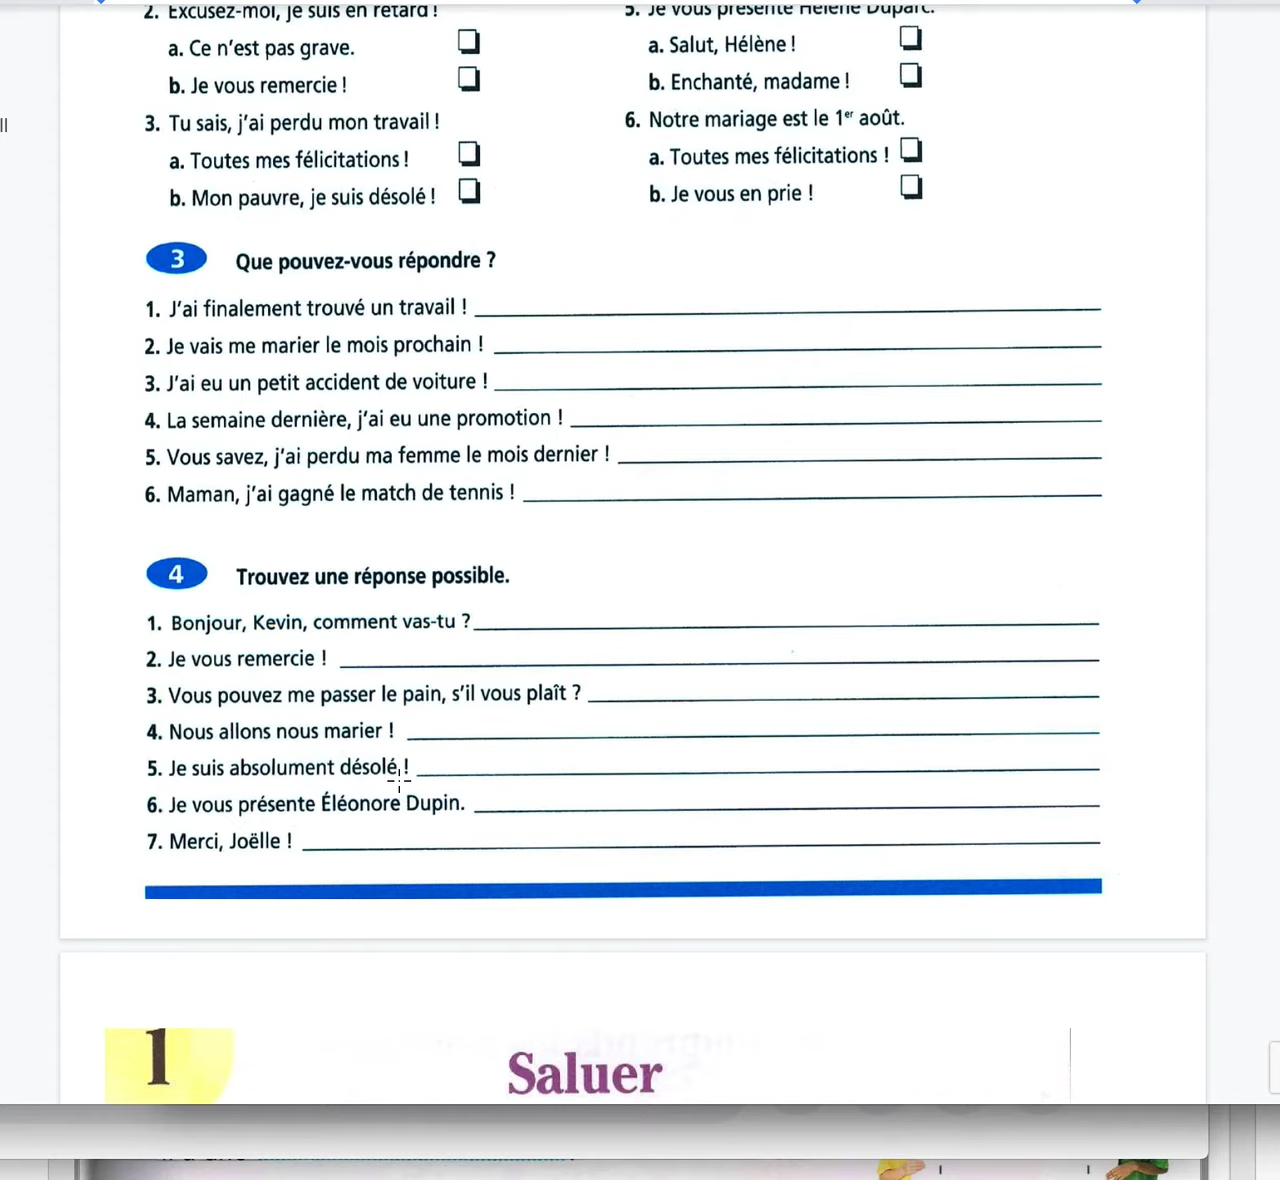 2. Excusez-moi, je suis en retard !
a. Ce n'est pas grave.
b. Je vous remercie !
3. Tu sais, j'ai perdu mon travail !
a. Toutes mes félicitations !
b. Mon pauvre, je suis désolé !
5. Je vous présente Hélène Duparc.
a. Salut, Hélène !
b. Enchanté, madame !
6. Notre mariage est le 1er août.
a. Toutes mes félicitations !
b. Je vous en prie !
3 Que pouvez-vous répondre ?
1. J'ai finalement trouvé un travail !
2. Je vais me marier le mois prochain !
3. J'ai eu un petit accident de voiture !
4. La semaine dernière, j'ai eu une promotion !
5. Vous savez, j'ai perdu ma femme le mois dernier !
6. Maman, j'ai gagné le match de tennis !
4 Trouvez une réponse possible.
1. Bonjour, Kevin, comment vas-tu ?
2. Je vous remercie !
3. Vous pouvez me passer le pain, s'il vous plaît ?
4. Nous allons nous marier !
5. Je suis absolument désolé !
6. Je vous présente Éléonore Dupin.
7. Merci, Joëlle !
1
Saluer